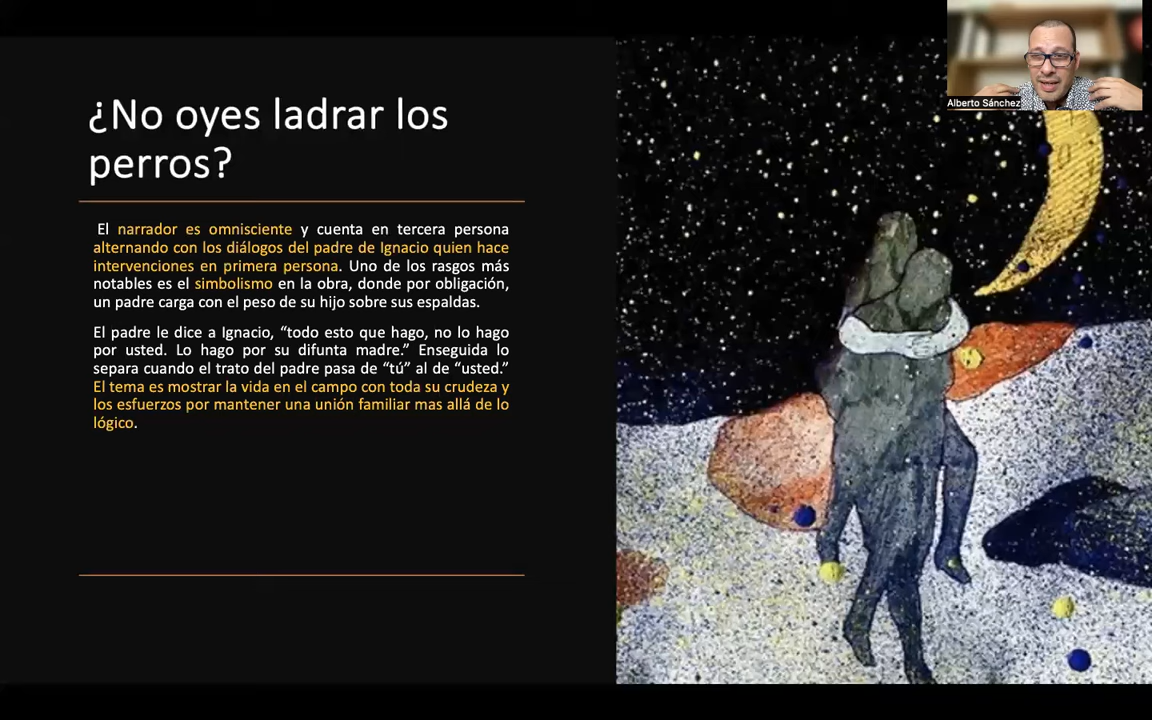 Alberto Sánchez
¿No oyes ladrar los
perros?
El narrador es omnisciente y cuenta en tercera persona
alternando con los diálogos del padre de Ignacio quien hace
intervenciones en primera persona. Uno de los rasgos más
notables es el simbolismo en la obra, donde por obligación,
un padre carga con el peso de su hijo sobre sus espaldas.
El padre le dice a Ignacio, “todo esto que hago, no lo hago
por usted. Lo hago por su difunta madre.” Enseguida lo
separa cuando el trato del padre pasa de “tú” al de “usted.”
El tema es mostrar la vida en el campo con toda su crudeza y
los esfuerzos por mantener una unión familiar mas allá de lo
lógico.